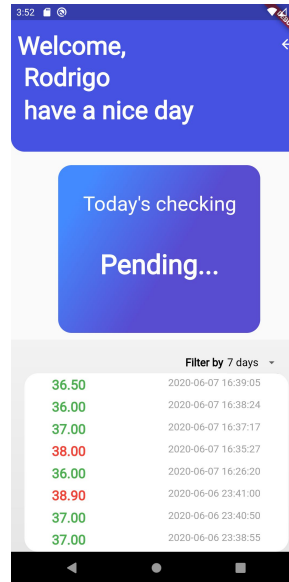 3:52
Welcome,
Rodrigo
have a nice day
Today's checking
Pending...
Filter by 7 days
36.50 2020-06-07 16:39:05
36.00 2020-06-07 16:38:24
37.00 2020-06-07 16:37:17
38.00 2020-06-07 16:35:27
36.00 2020-06-07 16:26:20
38.90 2020-06-06 23:41:00
37.00 2020-06-06 23:40:50
37.00 2020-06-06 23:38:55